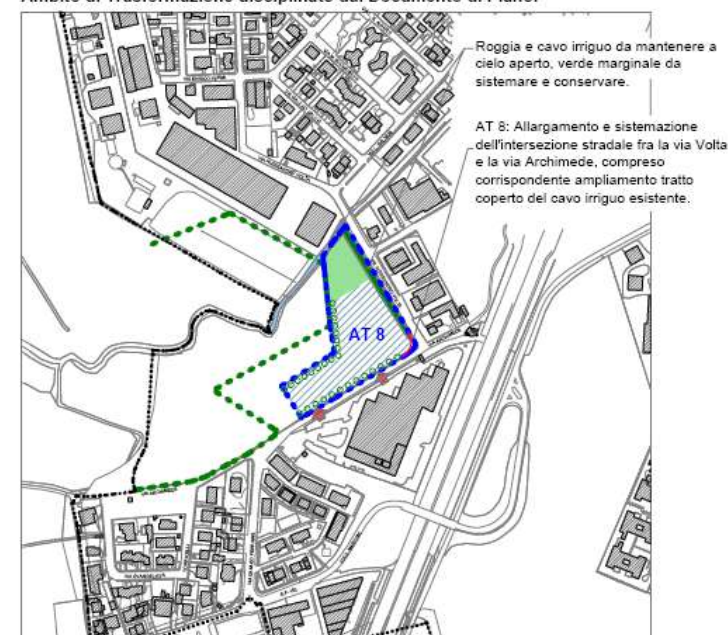 Ambito di Trasformazione disciplinato dal Documento di Piano:
Roggia e cavo irriguo da mantenere a
cielo aperto, verde marginale da
sistemare e conservare.
AT 8: Allargamento e sistemazione
dell'intersezione stradale fra la via Volta
e la via Archimede, compreso
corrispondente ampliamento tratto
coperto del cavo irriguo esistente.
AT 8